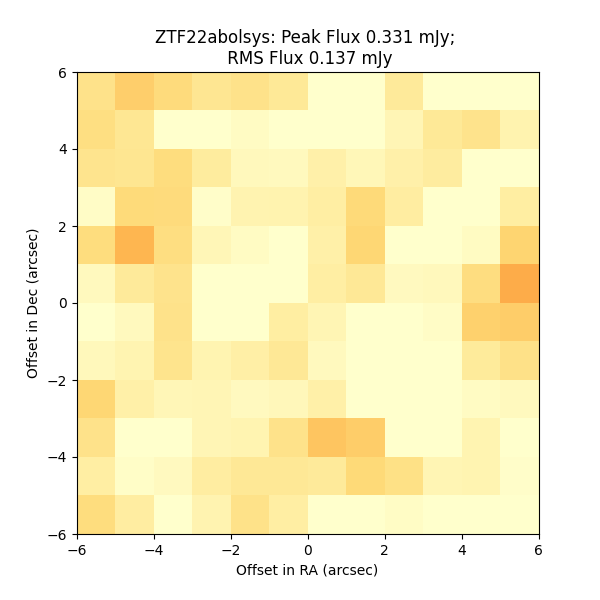 ZTF22abolsys: Peak Flux 0.331 mJy;
RMS Flux 0.137 mJy
6
4
2
0
−2
−4
−6
Offset in Dec (arcsec)
−6 −4 −2 0 2 4 6
Offset in RA (arcsec)